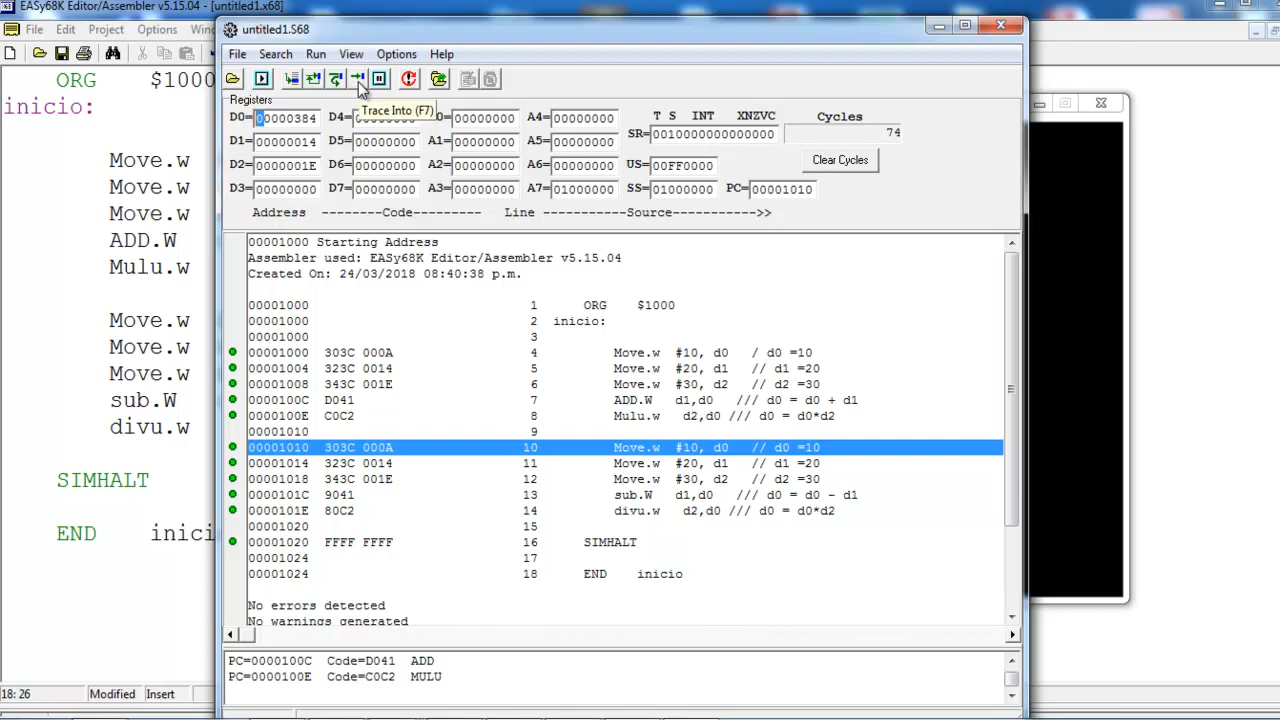 EASy68K Editor/Assembler v5.15.04 - [untitled1.x68]
File Edit Project Options Win
ORG $1000
inicio:
Move.w
Move.w
Move.w
ADD.W
Mulu.w
Move.w
Move.w
Move.w
sub.W
divu.w
SIMHALT
END inici
18: 26 Modified Insert
untitled1.S68
File Search Run View Options Help
Trace Into (F7)
Registers
D0= 00000384 D4= 0= 00000000 A4= 00000000 T S INT XNZVC Cycles
D1= 00000014 D5= 00000000 A1= 00000000 A5= 00000000 SR= 0010000000000000 74
D2= 0000001E D6= 00000000 A2= 00000000 A6= 00000000 US= 00FF0000 Clear Cycles
D3= 00000000 D7= 00000000 A3= 00000000 A7= 01000000 SS= 01000000 PC= 00001010
Address --------Code--------- Line -----------Source----------->>
00001000 Starting Address
Assembler used: EASy68K Editor/Assembler v5.15.04
Created On: 24/03/2018 08:40:38 p.m.
00001000 1 ORG $1000
00001000 2 inicio:
00001000 3
00001000 303C 000A 4 Move.w #10, d0 / d0 =10
00001004 323C 0014 5 Move.w #20, d1 // d1 =20
00001008 343C 001E 6 Move.w #30, d2 // d2 =30
0000100C D041 7 ADD.W d1,d0 /// d0 = d0 + d1
0000100E C0C2 8 Mulu.w d2,d0 /// d0 = d0*d2
00001010 9
00001010 303C 000A 10 Move.w #10, d0 // d0 =10
00001014 323C 0014 11 Move.w #20, d1 // d1 =20
00001018 343C 001E 12 Move.w #30, d2 // d2 =30
0000101C 9041 13 sub.W d1,d0 /// d0 = d0 - d1
0000101E 80C2 14 divu.w d2,d0 /// d0 = d0*d2
00001020 15
00001020 FFFF FFFF 16 SIMHALT
00001024 17
00001024 18 END inicio
No errors detected
No warnings generated
PC=0000100C Code=D041 ADD
PC=0000100E Code=C0C2 MULU